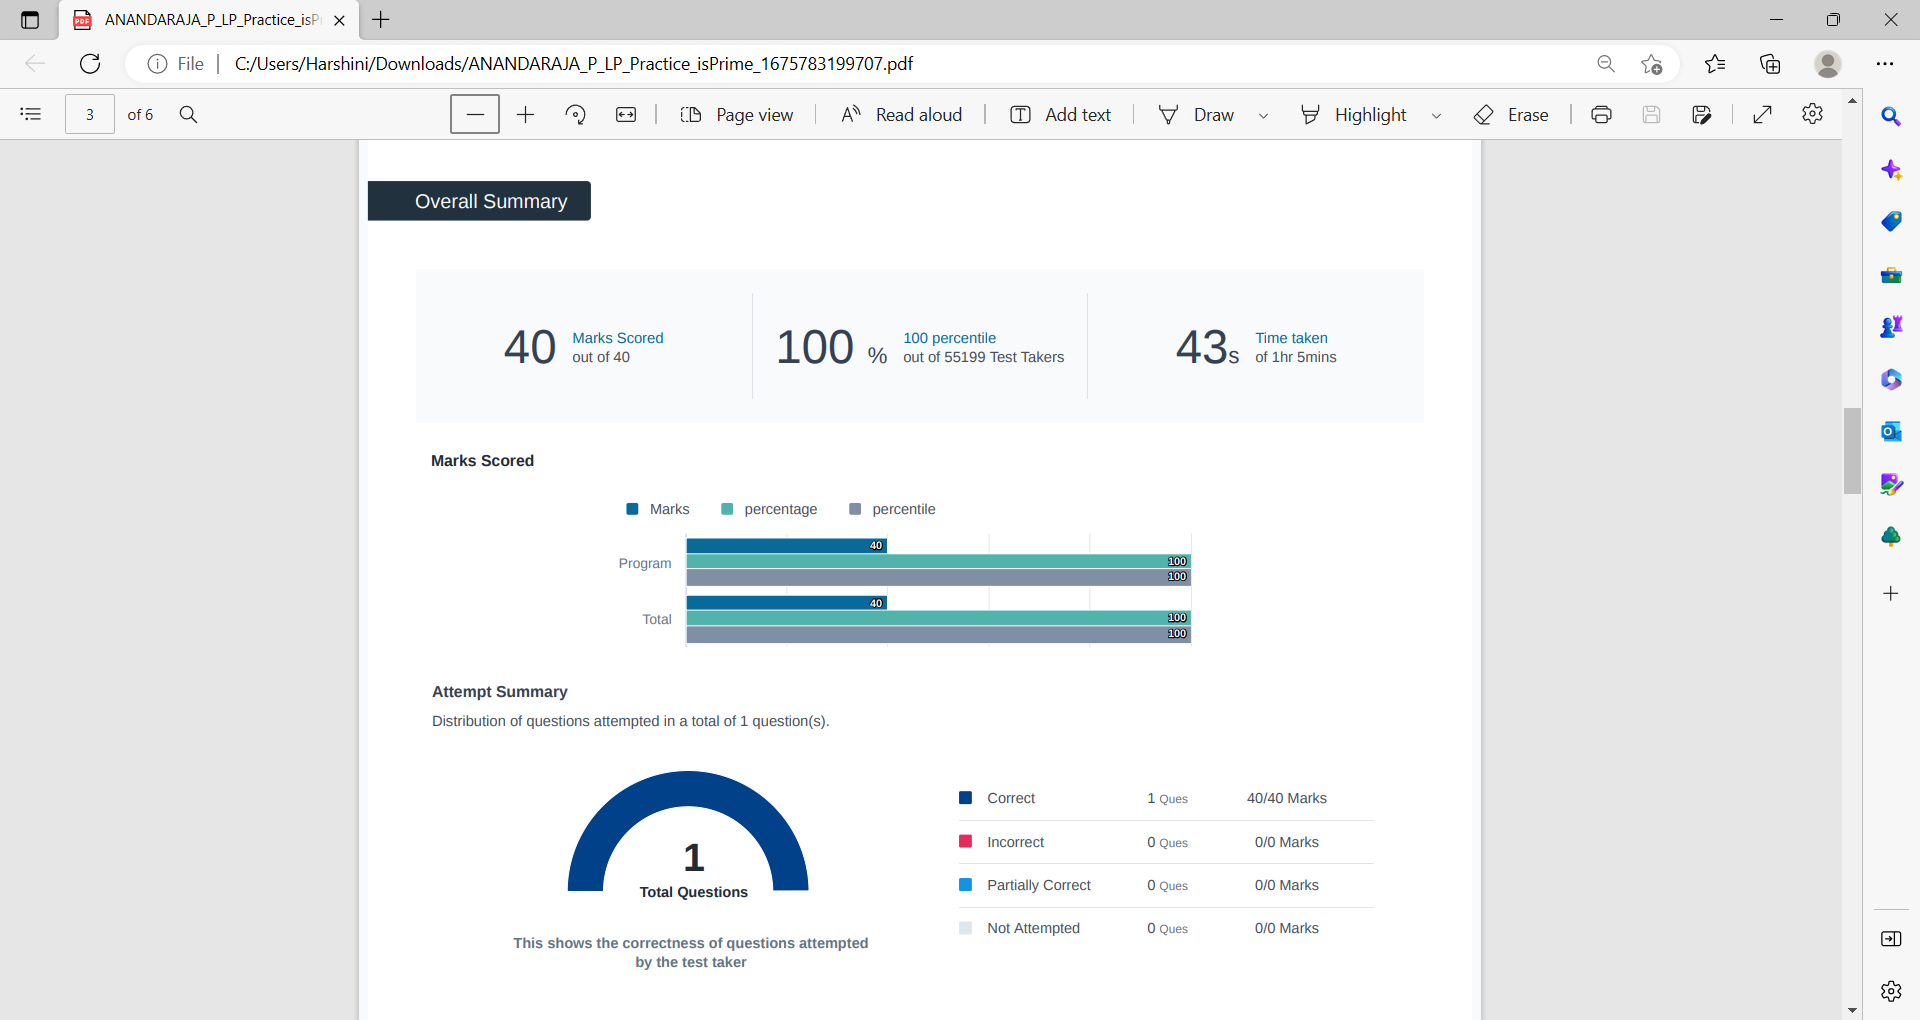 ANANDARAJA_P_LP_Practice_isP
File
C:/Users/Harshini/Downloads/ANANDARAJA_P_LP_Practice_isPrime_1675783199707.pdf
3 of 6
Page view
Read aloud
Add text
Draw
Highlight
Erase
Overall Summary
40 Marks Scored
out of 40
100 % 100 percentile
out of 55199 Test Takers
43s Time taken
of 1hr 5mins
Marks Scored
Marks percentage percentile
40
Program 100
100
40
Total 100
100
Attempt Summary
Distribution of questions attempted in a total of 1 question(s).
1
Total Questions
This shows the correctness of questions attempted
by the test taker
Correct 1 Ques 40/40 Marks
Incorrect 0 Ques 0/0 Marks
Partially Correct 0 Ques 0/0 Marks
Not Attempted 0 Ques 0/0 Marks